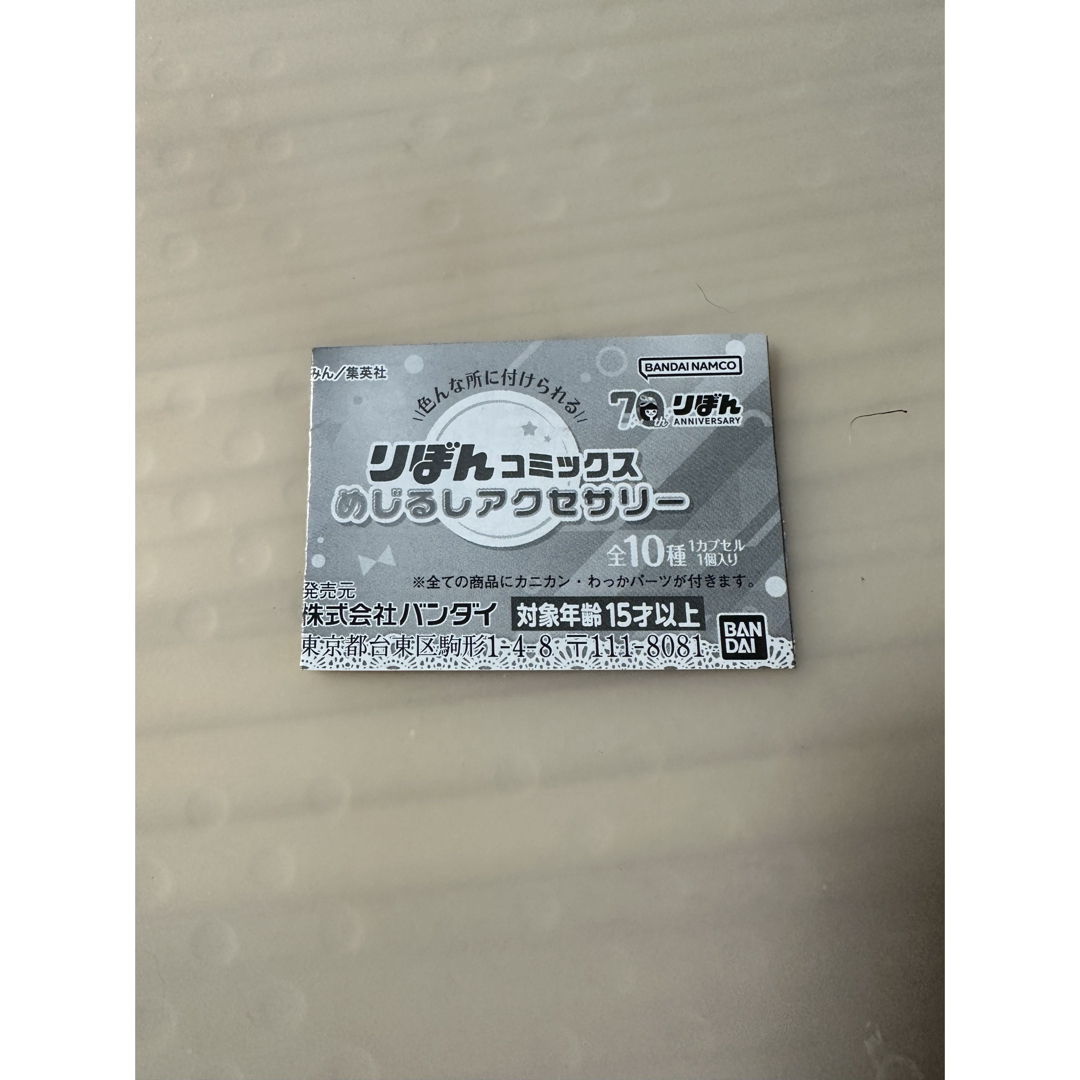 みん/集英社
\\色んな所に付けられる//
BANDAI NAMCO
70th りぼん
ANNIVERSARY
りぼんコミックス
めじるしアクセサリー
全10種 1カプセル
1個入り
※全ての商品にカニカン・わっかパーツが付きます。
発売元
株式会社バンダイ 対象年齢 15才以上
東京都台東区駒形1-4-8 〒111-8081
BAN
DAI